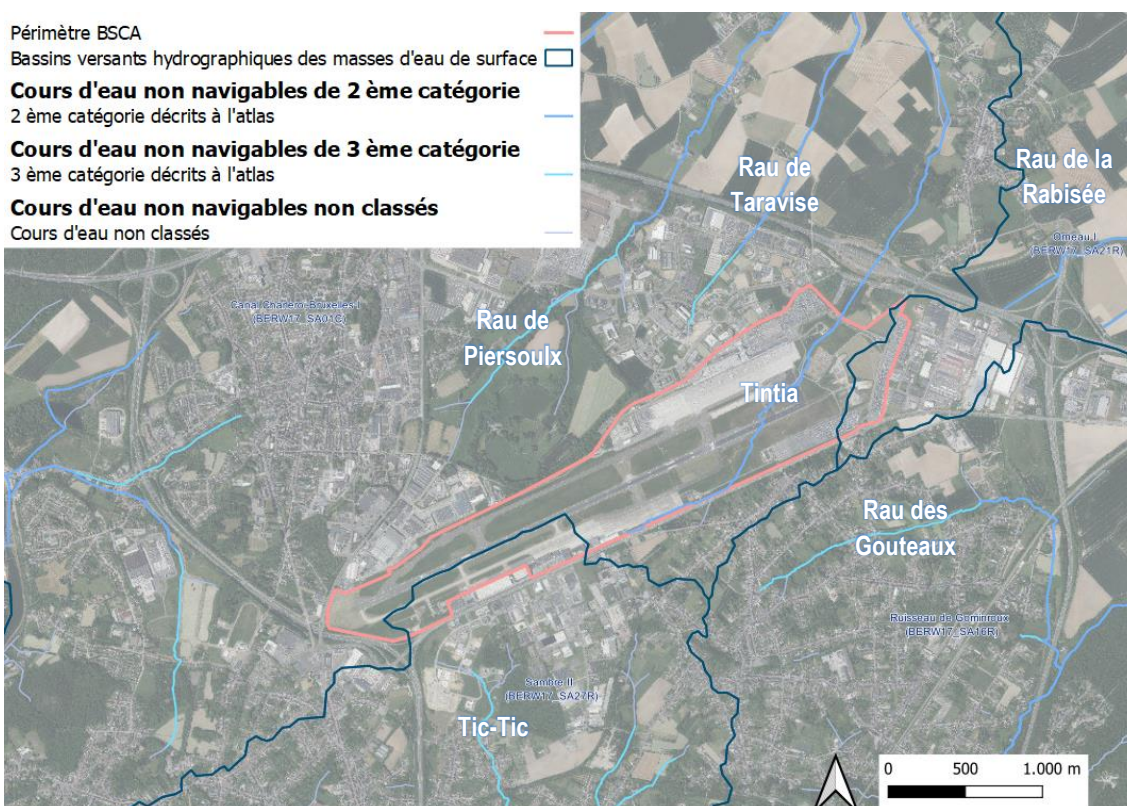 Périmètre BSCA
Bassins versants hydrographiques des masses d'eau de surface
Cours d'eau non navigables de 2 ème catégorie
2 ème catégorie décrits à l'atlas
Cours d'eau non navigables de 3 ème catégorie
3 ème catégorie décrits à l'atlas
Cours d'eau non navigables non classés
Cours d'eau non classés
Rau de
Taravise
Rau de la
Rabisée
Orneau I
(BERW17_SA21R)
Canal Charleroi-Bruxelles I
(BERW17_SA01C)
Rau de
Piersoulx
Tintia
Rau des
Gouteaux
Ruisseau de Gominroux
(BERW17_SA16R)
Sambre II
(BERW17_SA27R)
Tic-Tic
0 500 1.000 m